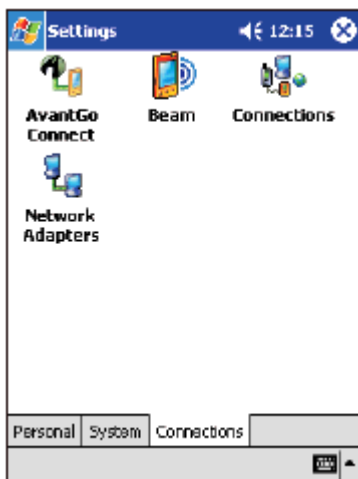 Settings 12:15
AvantGo
Connect
Beam
Connections
Network
Adapters
Personal System Connections